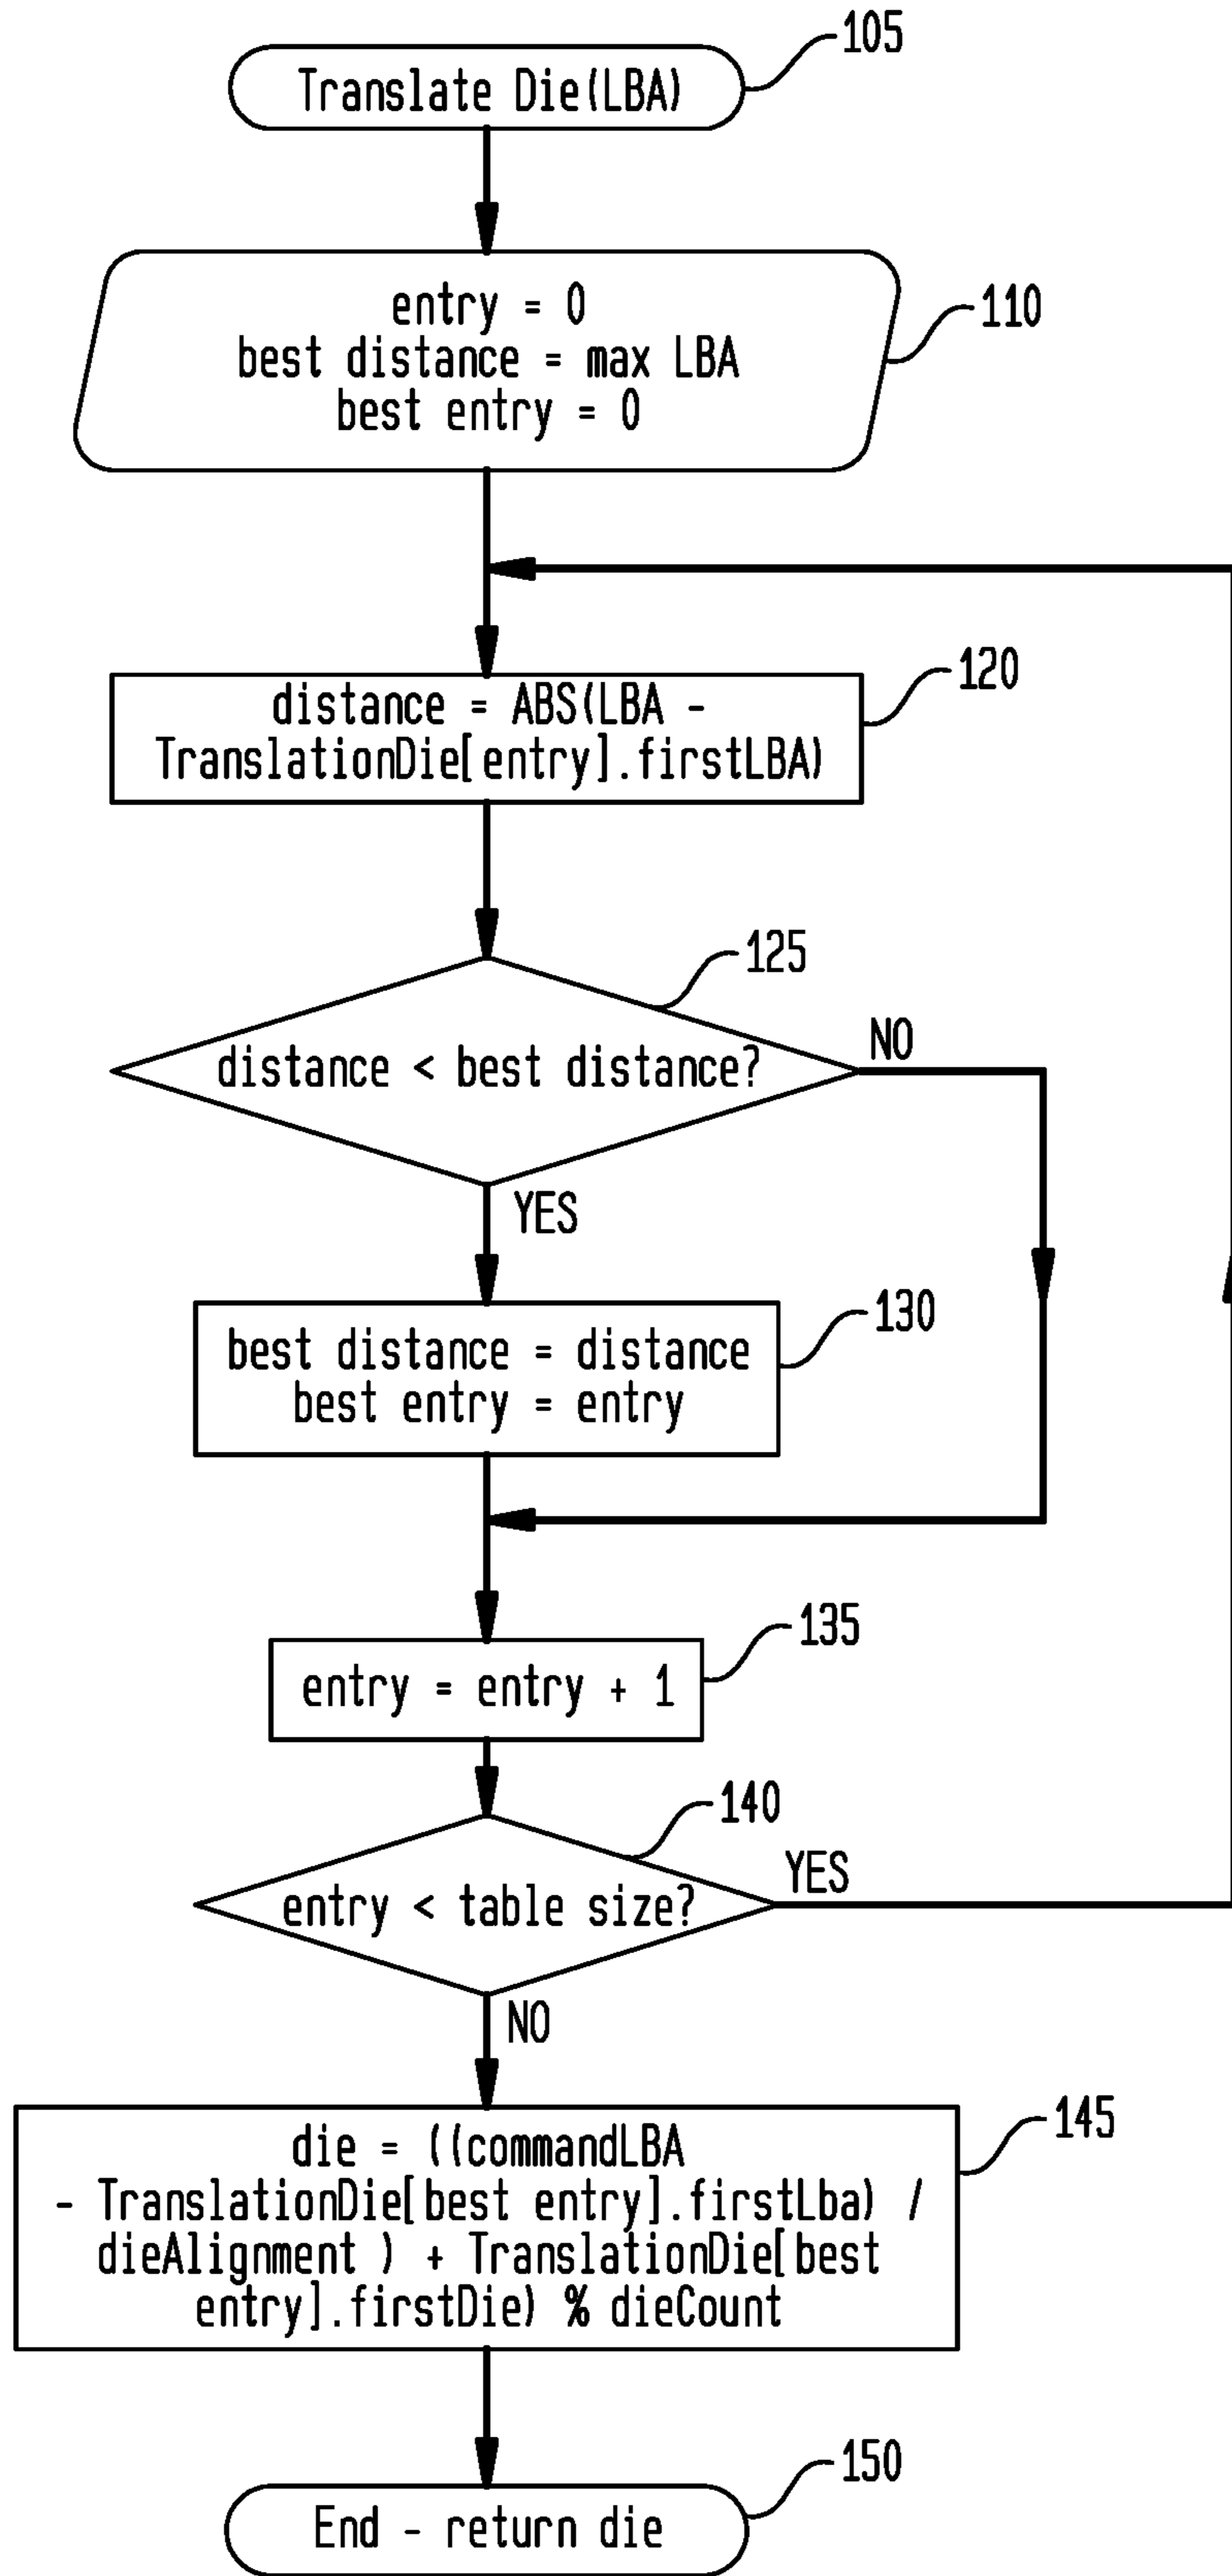 Translate Die(LBA)
105
entry = 0
best distance = max LBA
best entry = 0
110
distance = ABS(LBA -
TranslationDie[entry].firstLBA)
120
125
distance < best distance?
NO
YES
best distance = distance
best entry = entry
130
entry = entry + 1
135
140
entry < table size?
YES
NO
die = ((commandLBA
- TranslationDie[best entry].firstLba) /
dieAlignment ) + TranslationDie[best
entry].firstDie) % dieCount
145
End - return die
150